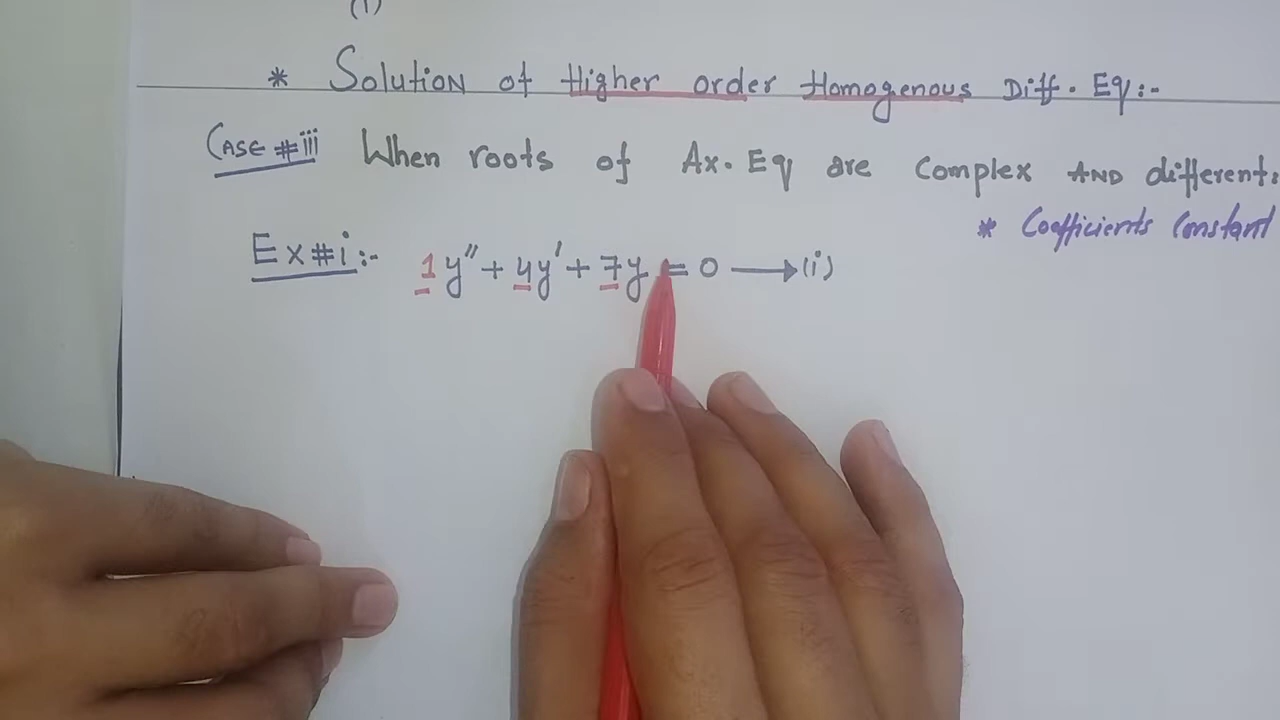 (i)
* Solution of Higher order Homogenous Diff. Eq:-
Case #iii When roots of Ax. Eq are Complex AND different.
* Coefficients Constant
Ex#i:- 1y" + 4y' + 7y = 0 ⟶ (i)